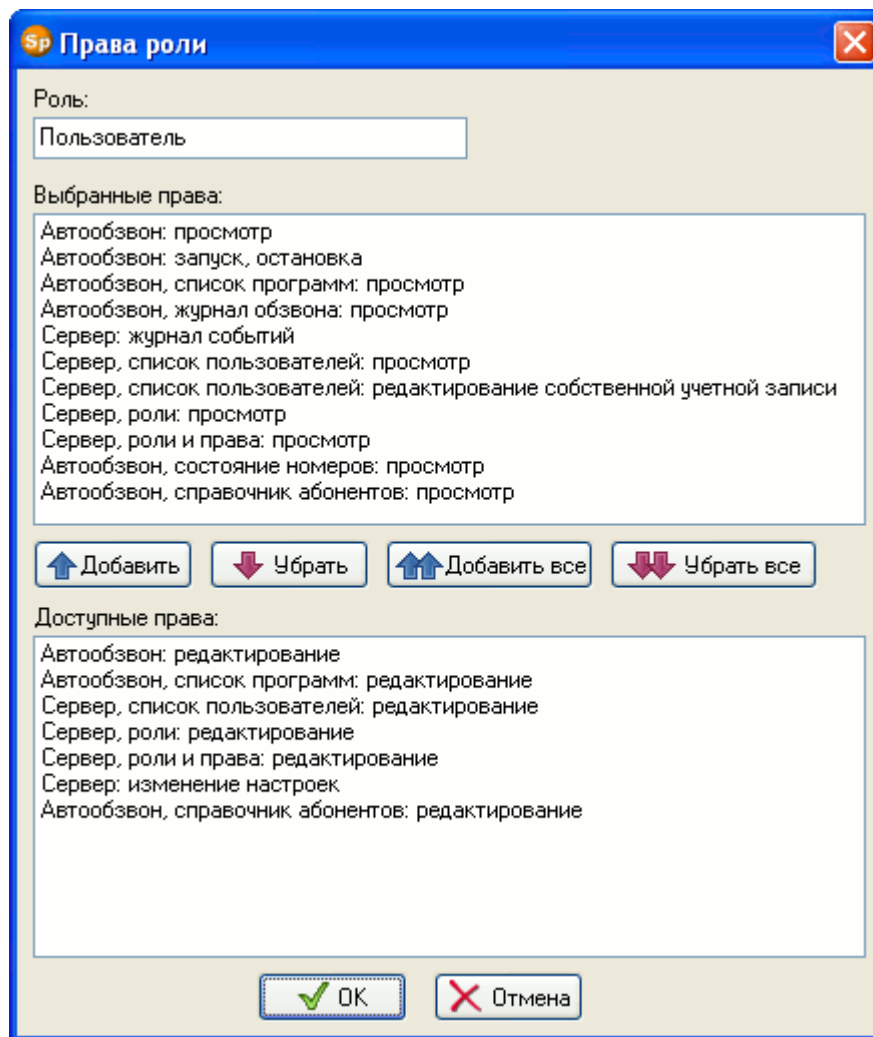 Sp Права роли
Роль:
Пользователь
Выбранные права:
Автообзвон: просмотр
Автообзвон: запуск, остановка
Автообзвон, список программ: просмотр
Автообзвон, журнал обзвона: просмотр
Сервер: журнал событий
Сервер, список пользователей: просмотр
Сервер, список пользователей: редактирование собственной учетной записи
Сервер, роли: просмотр
Сервер, роли и права: просмотр
Автообзвон, состояние номеров: просмотр
Автообзвон, справочник абонентов: просмотр
Добавить Убрать Добавить все Убрать все
Доступные права:
Автообзвон: редактирование
Автообзвон, список программ: редактирование
Сервер, список пользователей: редактирование
Сервер, роли: редактирование
Сервер, роли и права: редактирование
Сервер: изменение настроек
Автообзвон, справочник абонентов: редактирование
OK Отмена